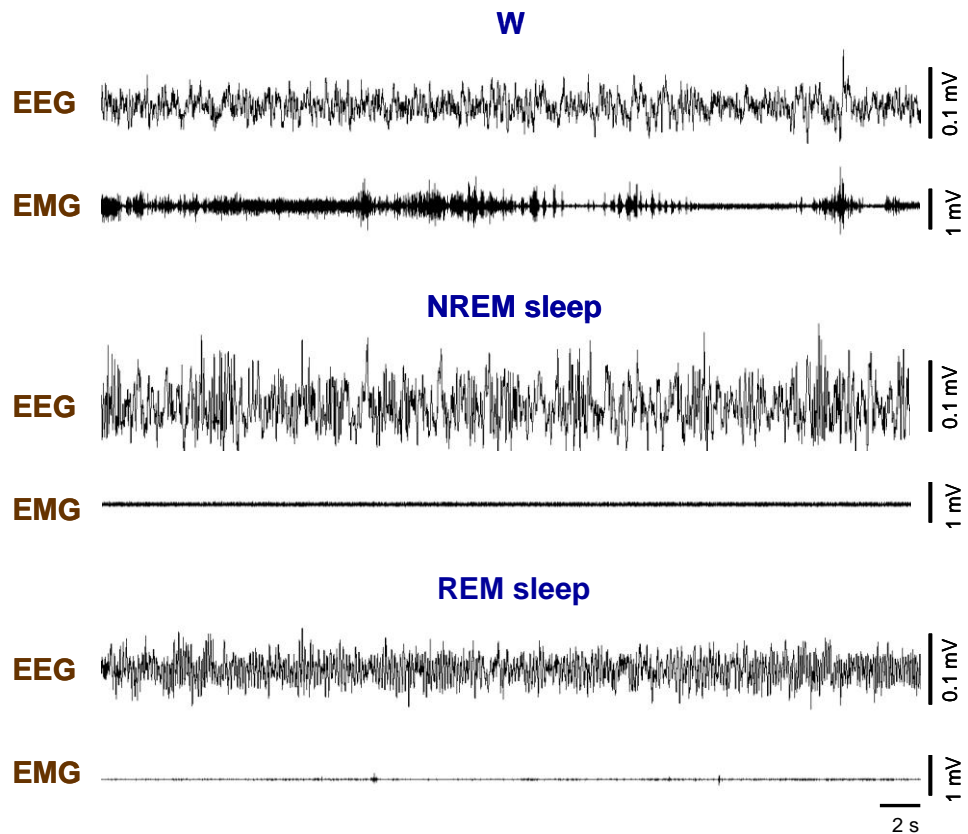 W
EEG
0.1 mV
EMG
1 mV
NREM sleep
EEG
0.1 mV
EMG
1 mV
REM sleep
EEG
0.1 mV
EMG
1 mV
2 s